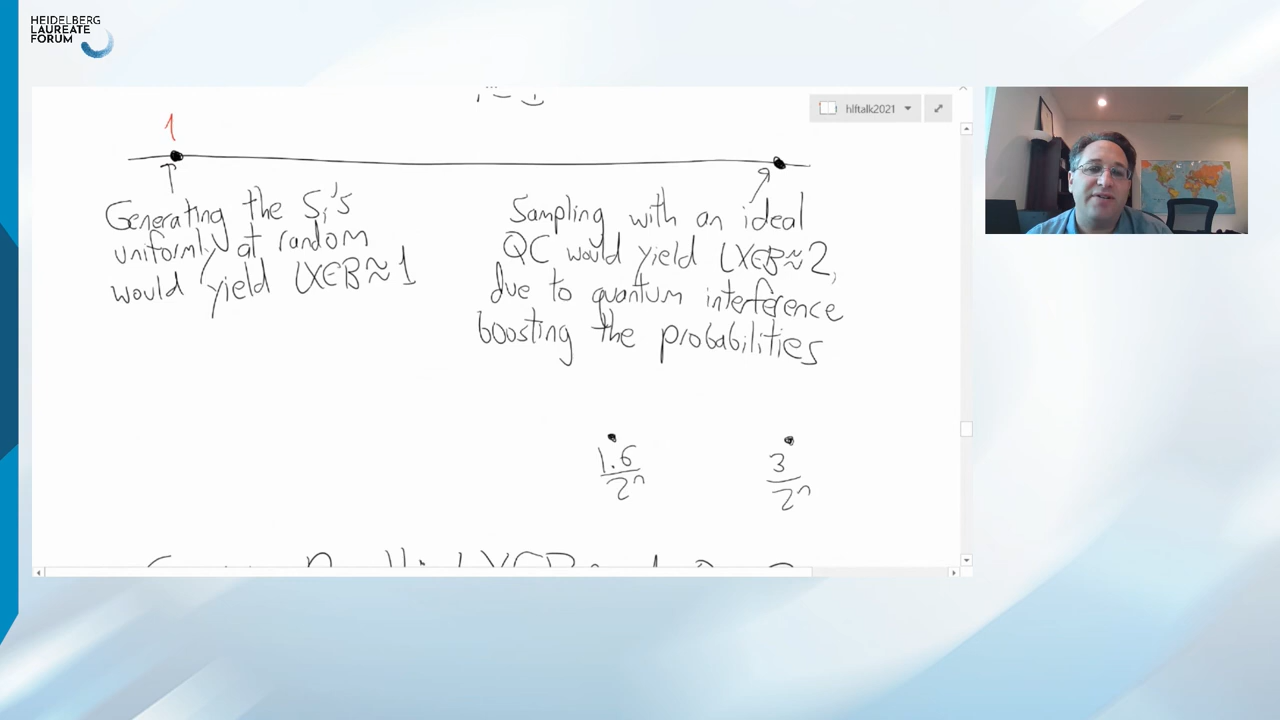 HEIDELBERG
LAUREATE
FORUM
hlftalk2021
1
Generating the Si's
uniformly at random
would yield LXEB≈1
Sampling with an ideal
QC would yield LXEB≈2,
due to quantum interference
boosting the probabilities
1.6
2^n
3
2^n